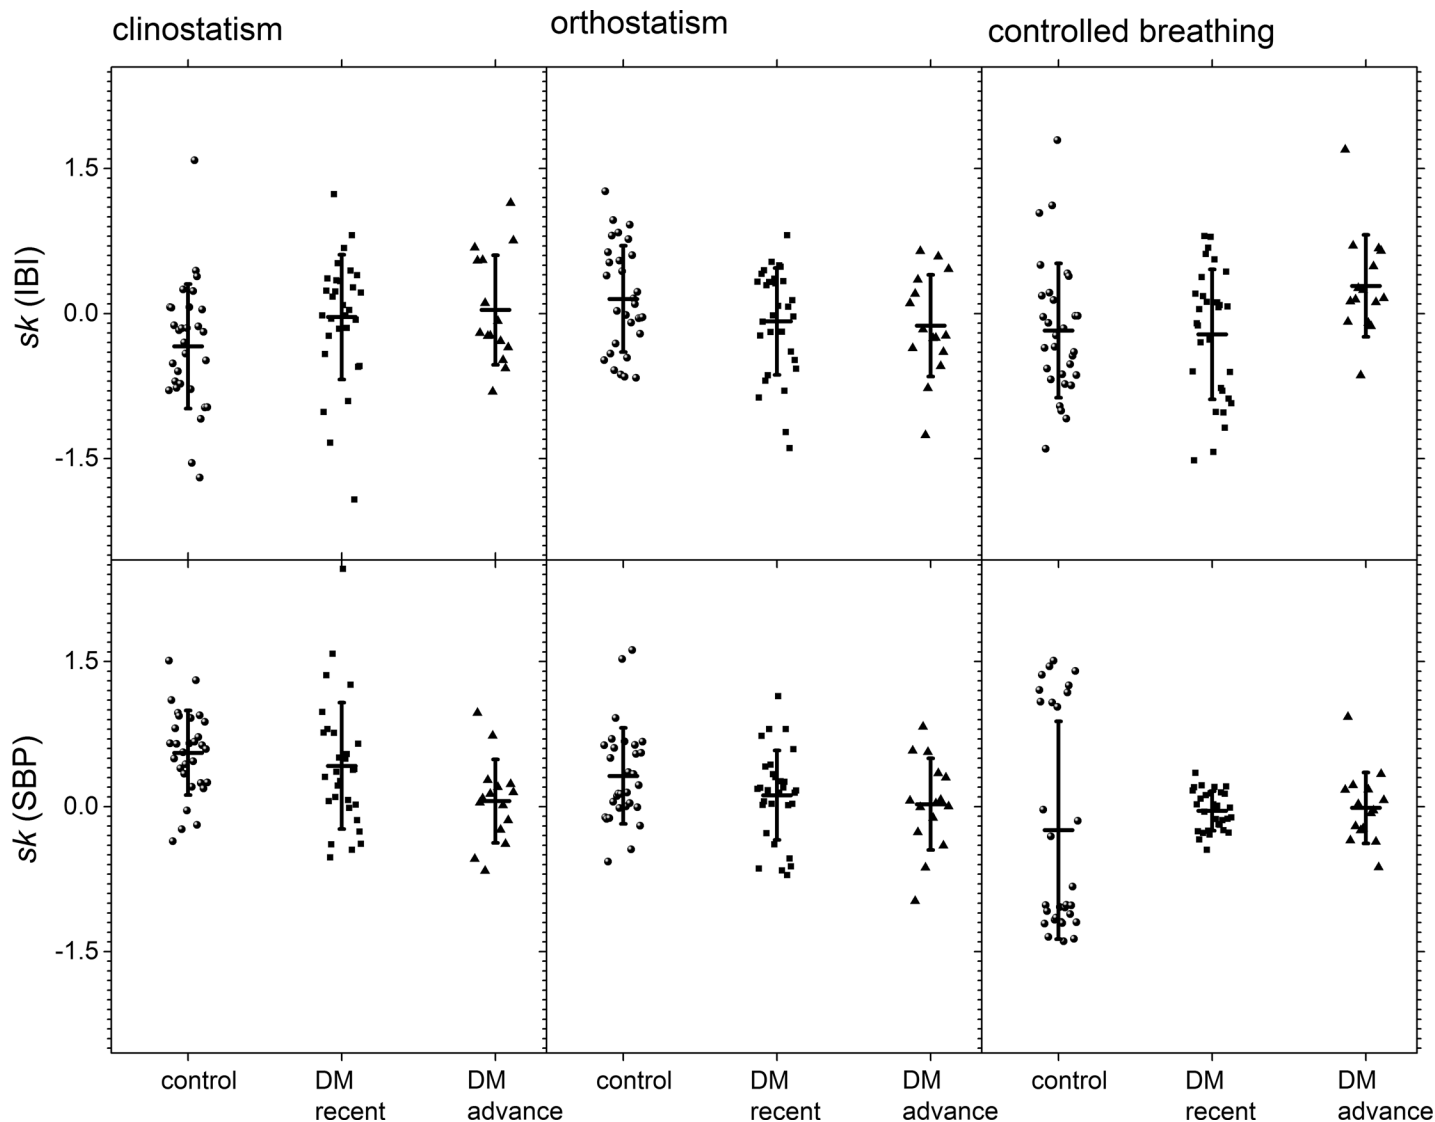 clinostatism
orthostatism
controlled breathing
sk (IBI)
1.5
0.0
-1.5
sk (SBP)
1.5
0.0
-1.5
control
DM
recent
DM
advance
control
DM
recent
DM
advance
control
DM
recent
DM
advance